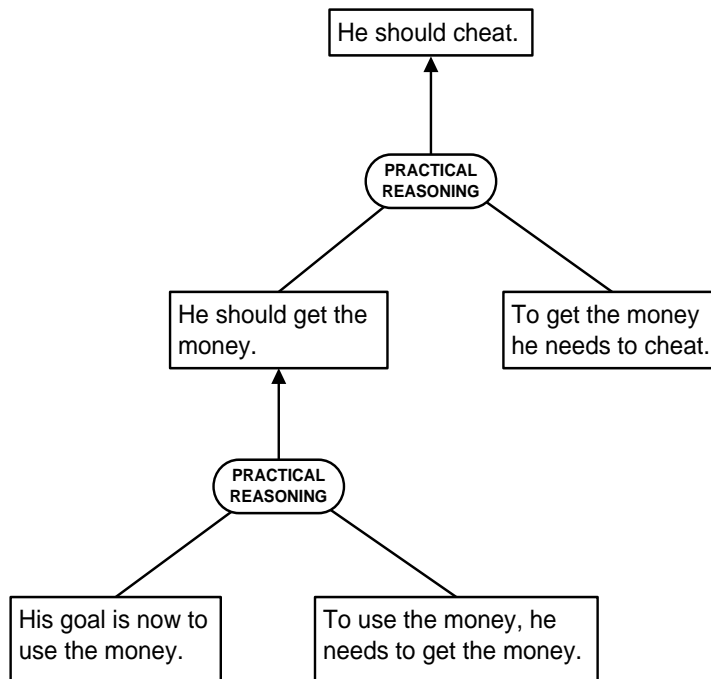 He should cheat.
PRACTICAL
REASONING
He should get the
money.
To get the money
he needs to cheat.
PRACTICAL
REASONING
His goal is now to
use the money.
To use the money, he
needs to get the money.